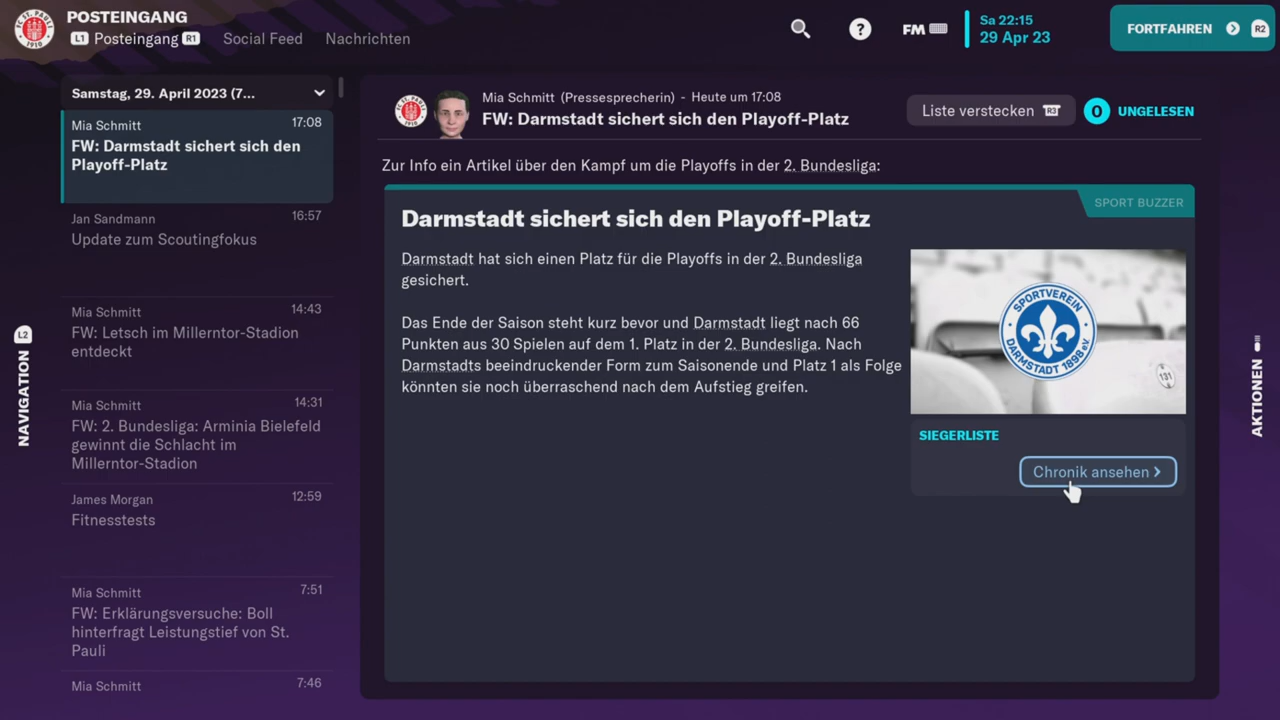 POSTEINGANG
L1 Posteingang R1
Social Feed
Nachrichten
FM
Sa 22:15
29 Apr 23
FORTFAHREN
R2
Samstag, 29. April 2023 (7...
Mia Schmitt 17:08
FW: Darmstadt sichert sich den
Playoff-Platz
Jan Sandmann 16:57
Update zum Scoutingfokus
Mia Schmitt 14:43
FW: Letsch im Millerntor-Stadion
entdeckt
Mia Schmitt 14:31
FW: 2. Bundesliga: Arminia Bielefeld
gewinnt die Schlacht im
Millerntor-Stadion
James Morgan 12:59
Fitnesstests
Mia Schmitt 7:51
FW: Erklärungsversuche: Boll
hinterfragt Leistungstief von St.
Pauli
Mia Schmitt 7:46
L2
NAVIGATION
Mia Schmitt (Pressesprecherin) - Heute um 17:08
FW: Darmstadt sichert sich den Playoff-Platz
Liste verstecken R3
0 UNGELESEN
Zur Info ein Artikel über den Kampf um die Playoffs in der 2. Bundesliga:
SPORT BUZZER
Darmstadt sichert sich den Playoff-Platz
Darmstadt hat sich einen Platz für die Playoffs in der 2. Bundesliga
gesichert.
Das Ende der Saison steht kurz bevor und Darmstadt liegt nach 66
Punkten aus 30 Spielen auf dem 1. Platz in der 2. Bundesliga. Nach
Darmstadts beeindruckender Form zum Saisonende und Platz 1 als Folge
könnten sie noch überraschend nach dem Aufstieg greifen.
SPORTVEREIN
DARMSTADT 1898 e.V.
131
SIEGERLISTE
Chronik ansehen
AKTIONEN